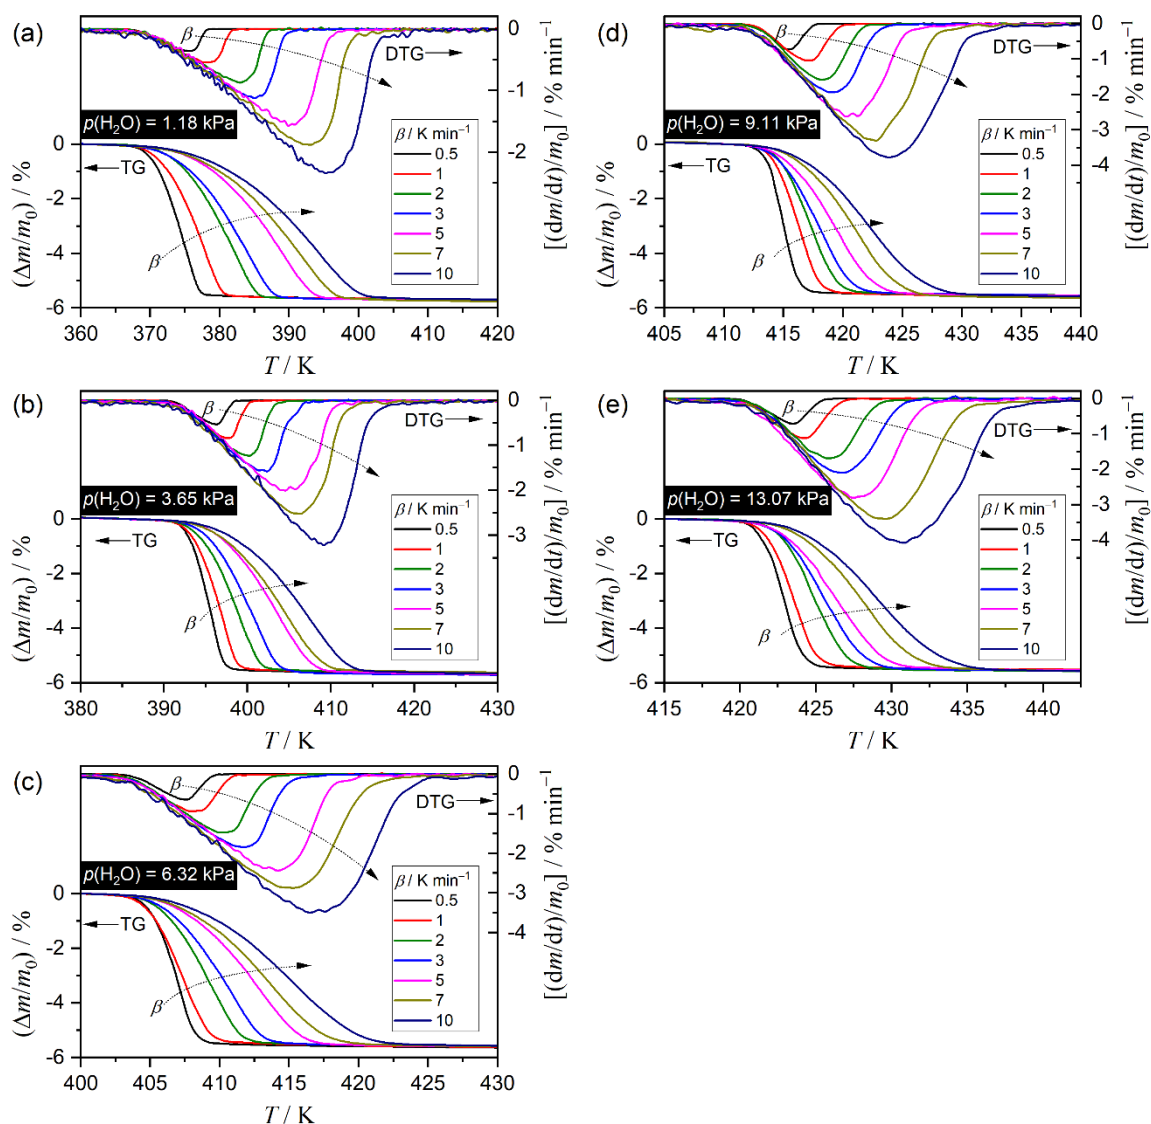 (a)
β
DTG
p(H₂O) = 1.18 kPa
TG
β
β / K min⁻¹
0.5
1
2
3
5
7
10
0
-2
-4
-6
(Δm/m₀) / %
0
-1
-2
[(dm/dt)/m₀] / % min⁻¹
360 370 380 390 400 410 420
T / K
(b)
β
DTG
p(H₂O) = 3.65 kPa
TG
β
β / K min⁻¹
0.5
1
2
3
5
7
10
0
-2
-4
-6
(Δm/m₀) / %
0
-1
-2
-3
[(dm/dt)/m₀] / % min⁻¹
380 390 400 410 420 430
T / K
(c)
β
DTG
p(H₂O) = 6.32 kPa
TG
β
β / K min⁻¹
0.5
1
2
3
5
7
10
0
-2
-4
-6
(Δm/m₀) / %
0
-1
-2
-3
-4
[(dm/dt)/m₀] / % min⁻¹
400 405 410 415 420 425 430
T / K
(d)
β
DTG
p(H₂O) = 9.11 kPa
TG
β
β / K min⁻¹
0.5
1
2
3
5
7
10
0
-2
-4
-6
(Δm/m₀) / %
0
-1
-2
-3
-4
[(dm/dt)/m₀] / % min⁻¹
405 410 415 420 425 430 435 440
T / K
(e)
β
DTG
p(H₂O) = 13.07 kPa
TG
β
β / K min⁻¹
0.5
1
2
3
5
7
10
0
-2
-4
-6
(Δm/m₀) / %
0
-1
-2
-3
-4
[(dm/dt)/m₀] / % min⁻¹
415 420 425 430 435 440
T / K